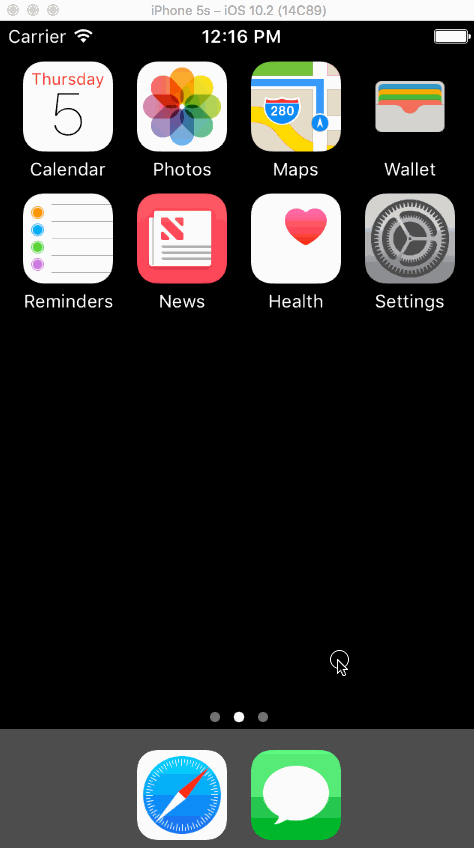 iPhone 5s – iOS 10.2 (14C89)
Carrier 12:16 PM
Thursday
5
280
Calendar Photos Maps Wallet
Reminders News Health Settings